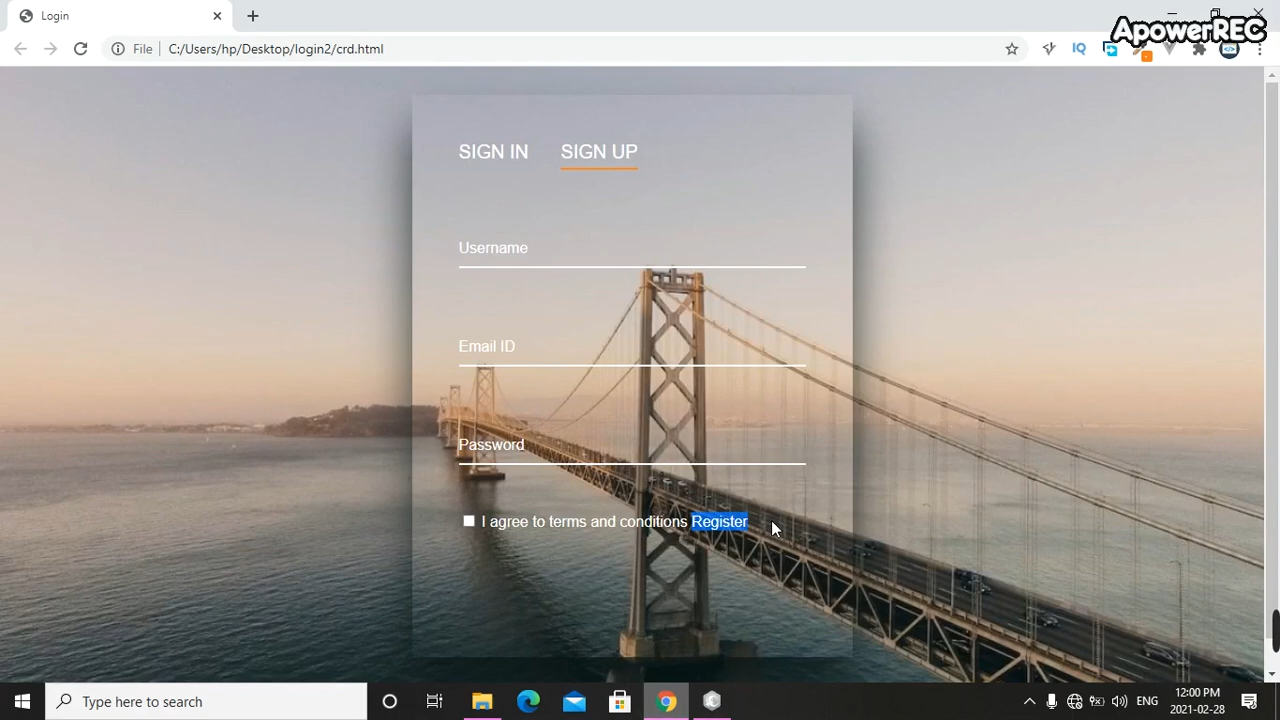 Login
ApowerREC
File
C:/Users/hp/Desktop/login2/crd.html
IQ
SIGN IN SIGN UP
Username
Email ID
Password
I agree to terms and conditions Register
Type here to search
ENG
12:00 PM
2021-02-28